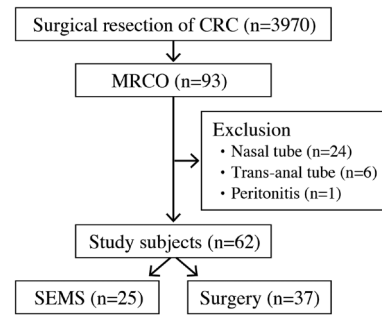 Surgical resection of CRC (n=3970)
MRCO (n=93)
Exclusion
・Nasal tube (n=24)
・Trans-anal tube (n=6)
・Peritonitis (n=1)
Study subjects (n=62)
SEMS (n=25)
Surgery (n=37)